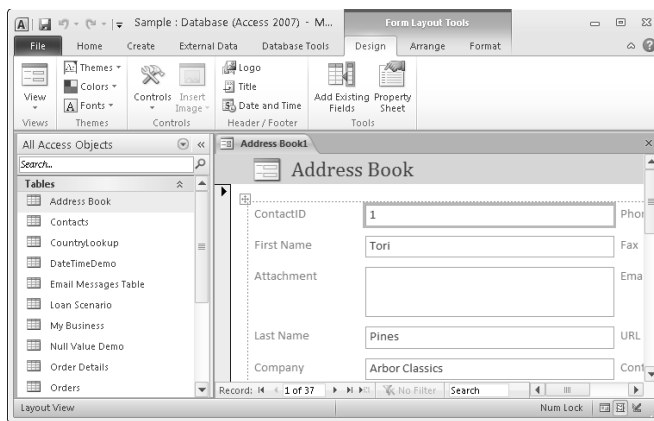 Sample : Database (Access 2007) - M...
Form Layout Tools
File Home Create External Data Database Tools Design Arrange Format
View
Themes
Colors
Fonts
Controls
Insert Image
Logo
Title
Date and Time
Add Existing Fields
Property Sheet
Views Themes Controls Header / Footer Tools
All Access Objects
Address Book1
Search...
Address Book
Tables
Address Book
Contacts
CountryLookup
DateTimeDemo
Email Messages Table
Loan Scenario
My Business
Null Value Demo
Order Details
Orders
ContactID 1 Phon
First Name Tori Fax
Attachment Ema
Last Name Pines URL
Company Arbor Classics Cont
Record: 1 of 37 No Filter Search
Layout View Num Lock